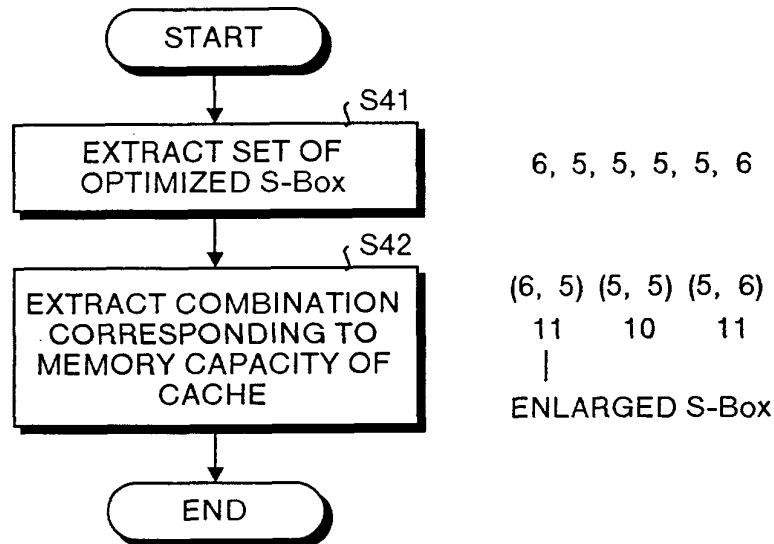 START
S41
EXTRACT SET OF
OPTIMIZED S-Box
6, 5, 5, 5, 5, 6
S42
EXTRACT COMBINATION
CORRESPONDING TO
MEMORY CAPACITY OF
CACHE
(6, 5) (5, 5) (5, 6)
11 10 11
ENLARGED S-Box
END